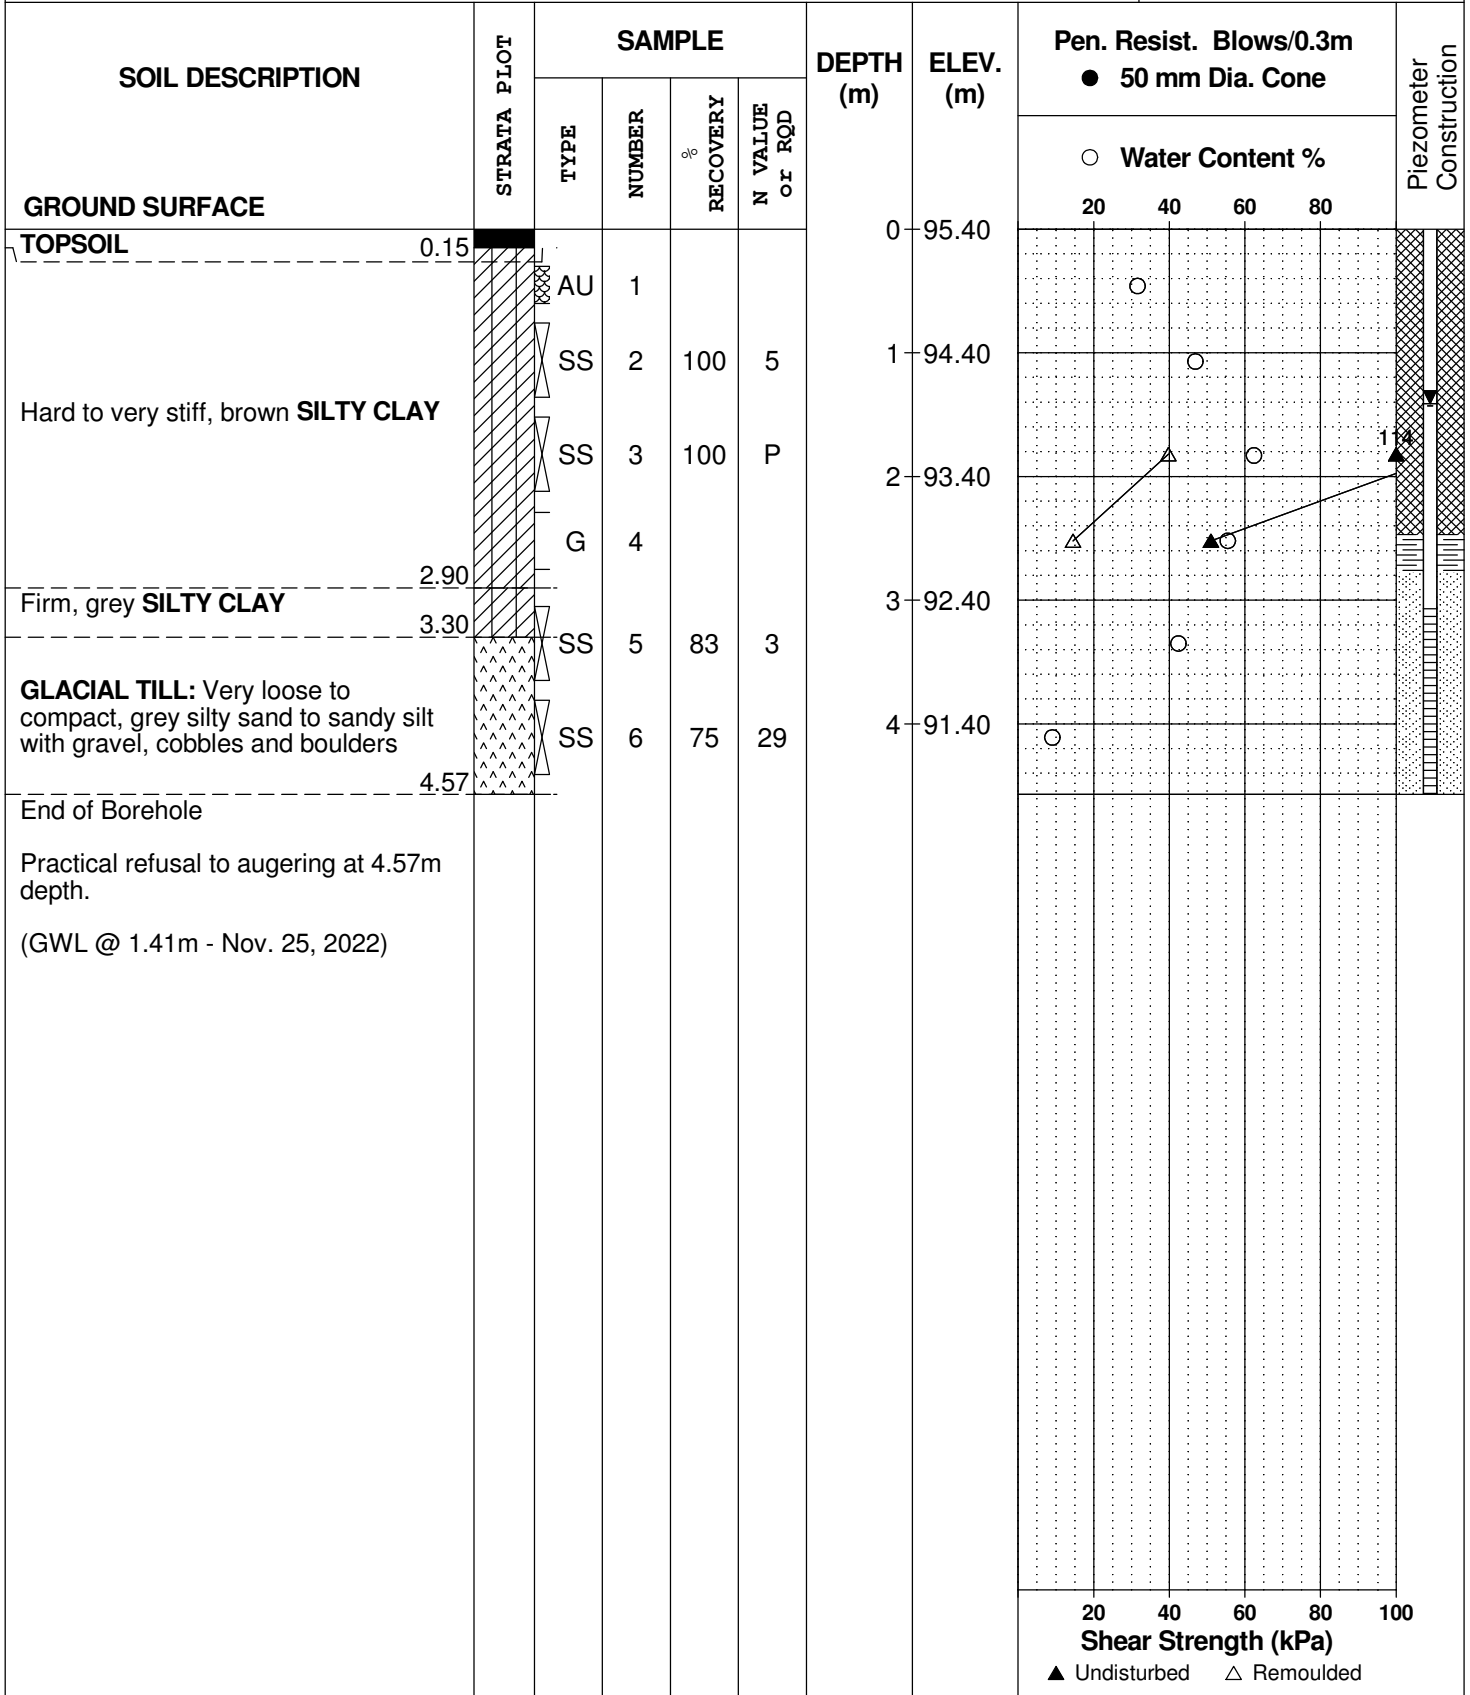 SOIL DESCRIPTION
GROUND SURFACE
STRATA PLOT
SAMPLE
TYPE
NUMBER
%
RECOVERY
N VALUE
or RQD
DEPTH
(m)
ELEV.
(m)
Pen. Resist. Blows/0.3m
● 50 mm Dia. Cone
○ Water Content %
20 40 60 80
Piezometer
Construction
0 95.40
TOPSOIL 0.15
AU 1
SS 2 100 5
1 94.40
Hard to very stiff, brown SILTY CLAY
114
SS 3 100 P
2 93.40
G 4
2.90
Firm, grey SILTY CLAY
3 92.40
3.30
SS 5 83 3
GLACIAL TILL: Very loose to
compact, grey silty sand to sandy silt
with gravel, cobbles and boulders
4 91.40
SS 6 75 29
4.57
End of Borehole
Practical refusal to augering at 4.57m
depth.
(GWL @ 1.41m - Nov. 25, 2022)
20 40 60 80 100
Shear Strength (kPa)
▲ Undisturbed △ Remoulded